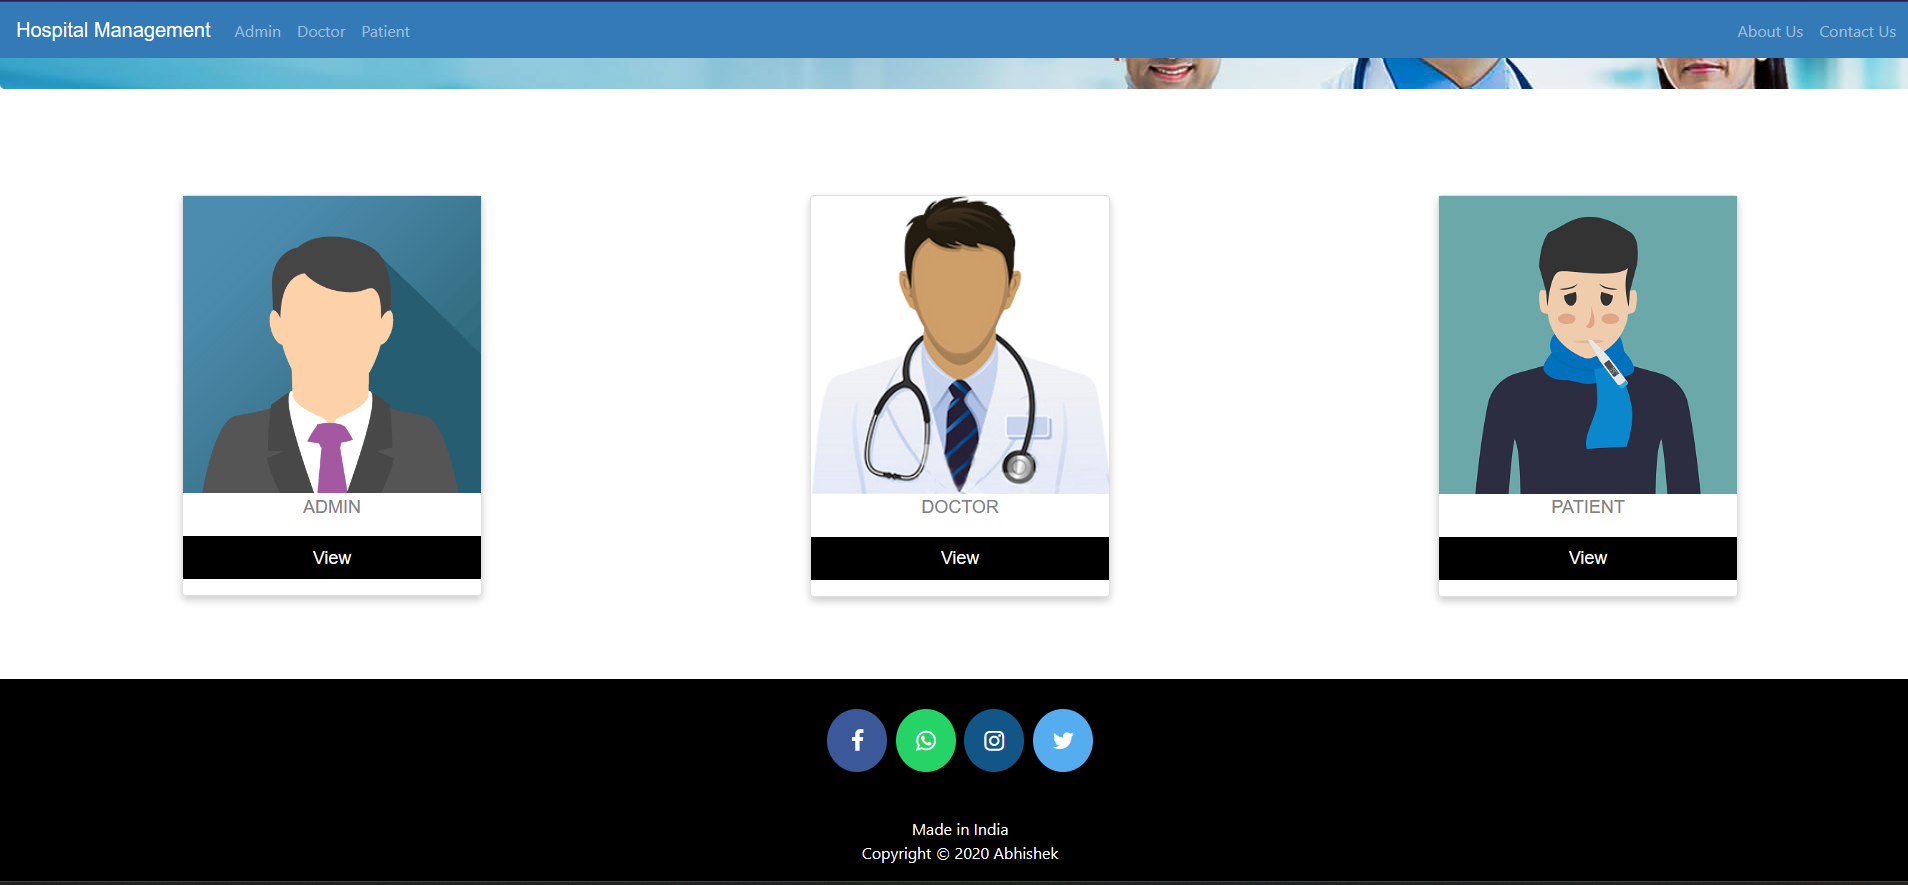 Hospital Management Admin Doctor Patient About Us Contact Us
ADMIN DOCTOR PATIENT
View View View
Made in India
Copyright © 2020 Abhishek